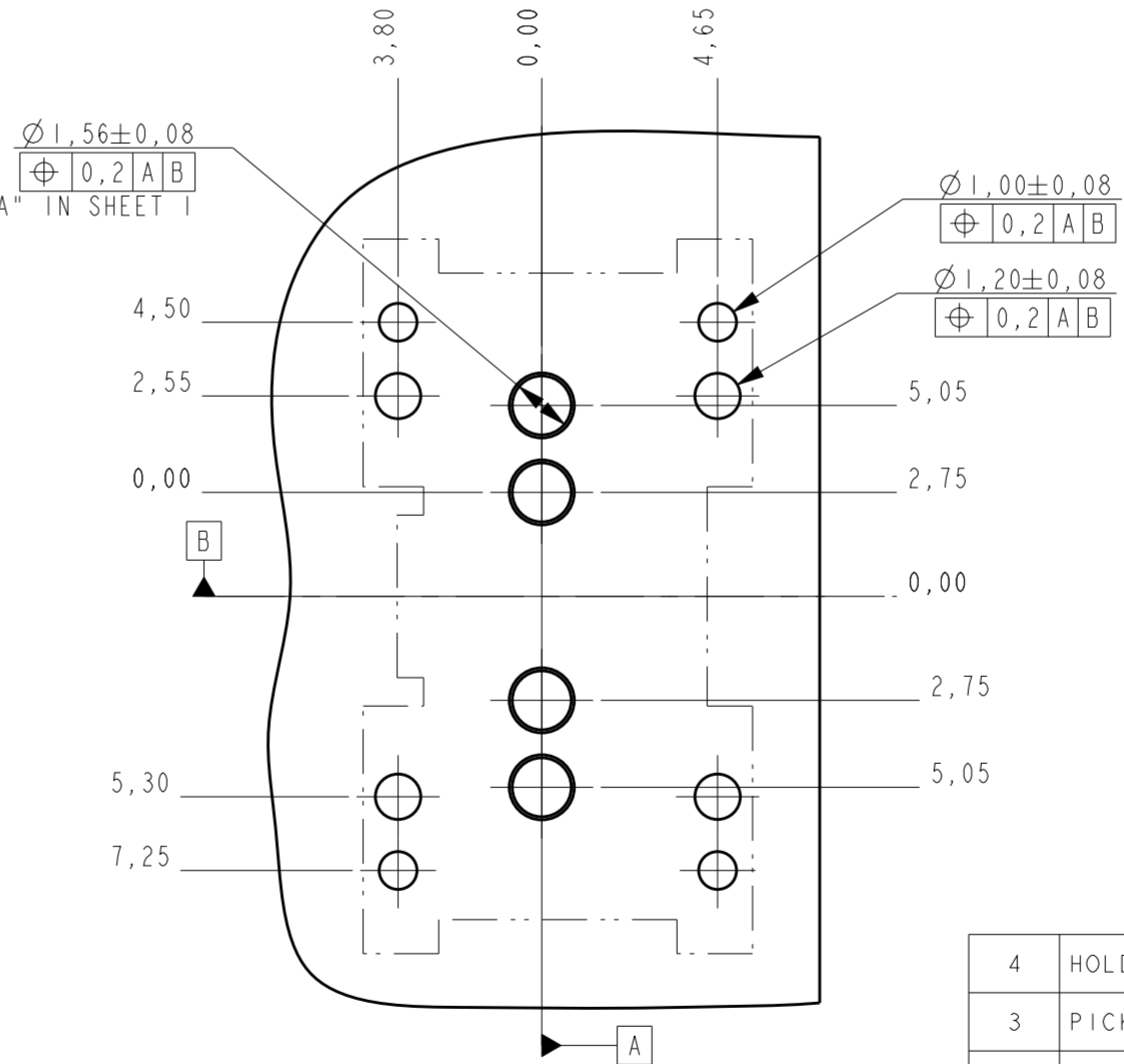 3,80
0,00
4,65
Ø1,56±0,08
⌖ 0,2 A B
A" IN SHEET 1
Ø1,00±0,08
⌖ 0,2 A B
Ø1,20±0,08
⌖ 0,2 A B
4,50
2,55
0,00
5,05
2,75
B
0,00
2,75
5,05
5,30
7,25
A
4 HOLD
3 PICK